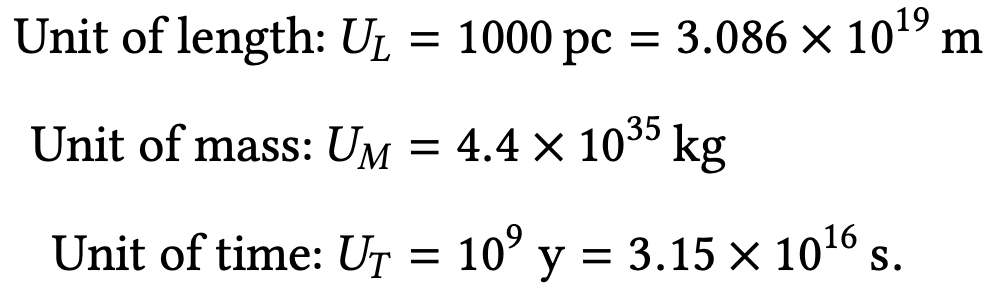 Unit of length: U_L = 1000 pc = 3.086 × 10^19 m
Unit of mass: U_M = 4.4 × 10^35 kg
Unit of time: U_T = 10^9 y = 3.15 × 10^16 s.